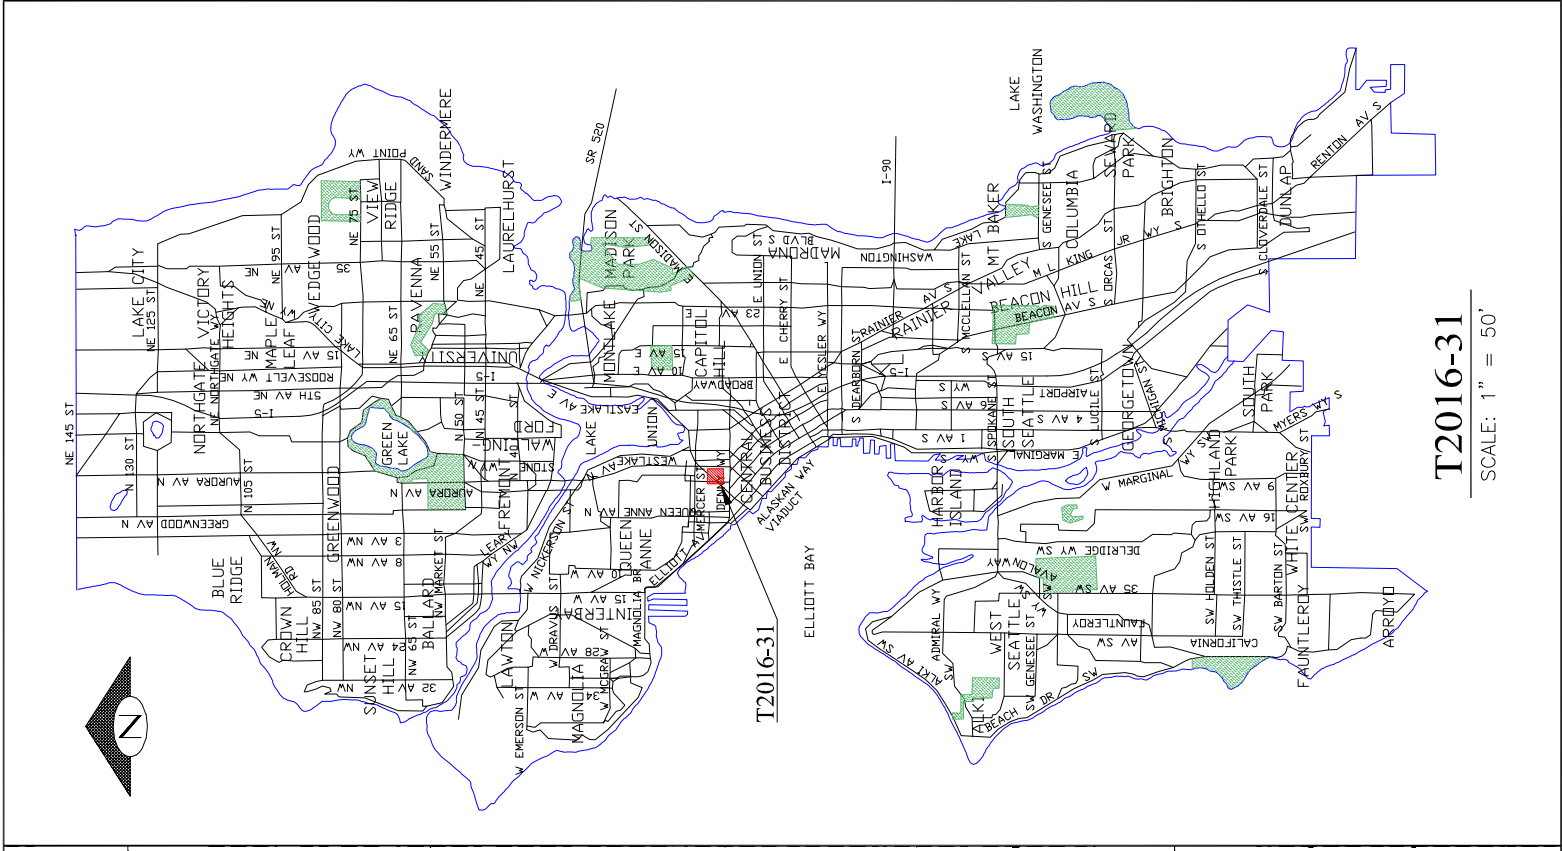 LAKE
WASHINGTON
WINDERMERE
SAND
POINT WY
SR 520
I-90
RENTON AV S
SEWARD
PARK
BRIGHTON
DUNLAP
VIEW
RIDGE
NE 75 ST
LAURELHURST
NE 55 ST
NE 45 ST
NE 95 ST
WEDGEWOOD
35 AV NE
MADISON
PARK
E MADISON ST
MADRONA
BLVD S
LAKE
WASHINGTON
MT BAKER
S GENESEE ST
COLUMBIA
S ORCAS ST
S OTHELLO ST
S CLOVERDALE ST
M L KING JR WY S
VALLEY
RAINIER
RAINIER AV S
BEACON HILL
BEACON AV S
S MCCLELLAN ST
LAKE CITY
NE 125 ST
VICTORY
HEIGHTS
MAPLE
LEAF
LAKE CITY WY NE
RAVENNA
NE 65 ST
UNIVERSITY
MONTLAKE
CAPITOL
HILL
23 AV E
15 AV E
10 AV E
BROADWAY
E UNION ST
E CHERRY ST
E YESLER WY
S DEARBORN ST
I-5
15 AV S
NORTHGATE
NE NORTHGATE WY
15 AV NE
ROOSEVELT WY NE
5TH AV NE
I-5
I-5
NE 145 ST
N 130 ST
N 105 ST
AURORA AV N
GREENWOOD AV N
GREEN
LAKE
N 50 ST
N 45 ST
N 40 ST
WALLING
FORD
STONE WY N
AURORA AV N
FREMONT
LAKE
UNION
EASTLAKE AV E
WESTLAKE AV N
MERCER ST
QUEEN ANNE AV N
QUEEN
ANNE
CENTRAL
BUSINESS
DISTRICT
ALASKAN WAY
VIADUCT
ELLIOTT BAY
SOUTH
SEATTLE
S SPOKANE ST
AIRPORT WY S
6 AV S
4 AV S
1 AV S
E MARGINAL WY S
S LUCILE ST
GEORGETOWN
S MICHIGAN ST
SOUTH
PARK
MYERS WY S
HARBOR
ISLAND
W MARGINAL WY SW
HIGHLAND
PARK
9 AV SW
16 AV SW
SW ROXBURY ST
WHITE CENTER
DELRIDGE WY SW
AVALON WAY SW
35 AV SW
SW HOLDEN ST
SW THISTLE ST
SW BARTON ST
FAUNTLEROY WY SW
CALIFORNIA AV SW
FAUNTLEROY
ARROYO
ADMIRAL WY SW
ALKI AV SW
WEST
SEATTLE
SW GENESEE ST
ALKI
BEACH DR SW
GREENWOOD
3 AV NW
8 AV NW
15 AV NW
24 AV NW
32 AV NW
HOLMAN RD NW
BLUE
RIDGE
CROWN
HILL
NW 85 ST
NW 80 ST
NW 65 ST
NW MARKET ST
BALLARD
SUNSET
HILL
LEARY WY NW
W NICKERSON ST
10 AV W
15 AV W
INTERBAY
W DRAVUS ST
28 AV W
34 AV W
LAWTON
MAGNOLIA
W EMERSON ST
MAGNOLIA BR
T2016-31
N
T2016-31
SCALE: 1" = 50'